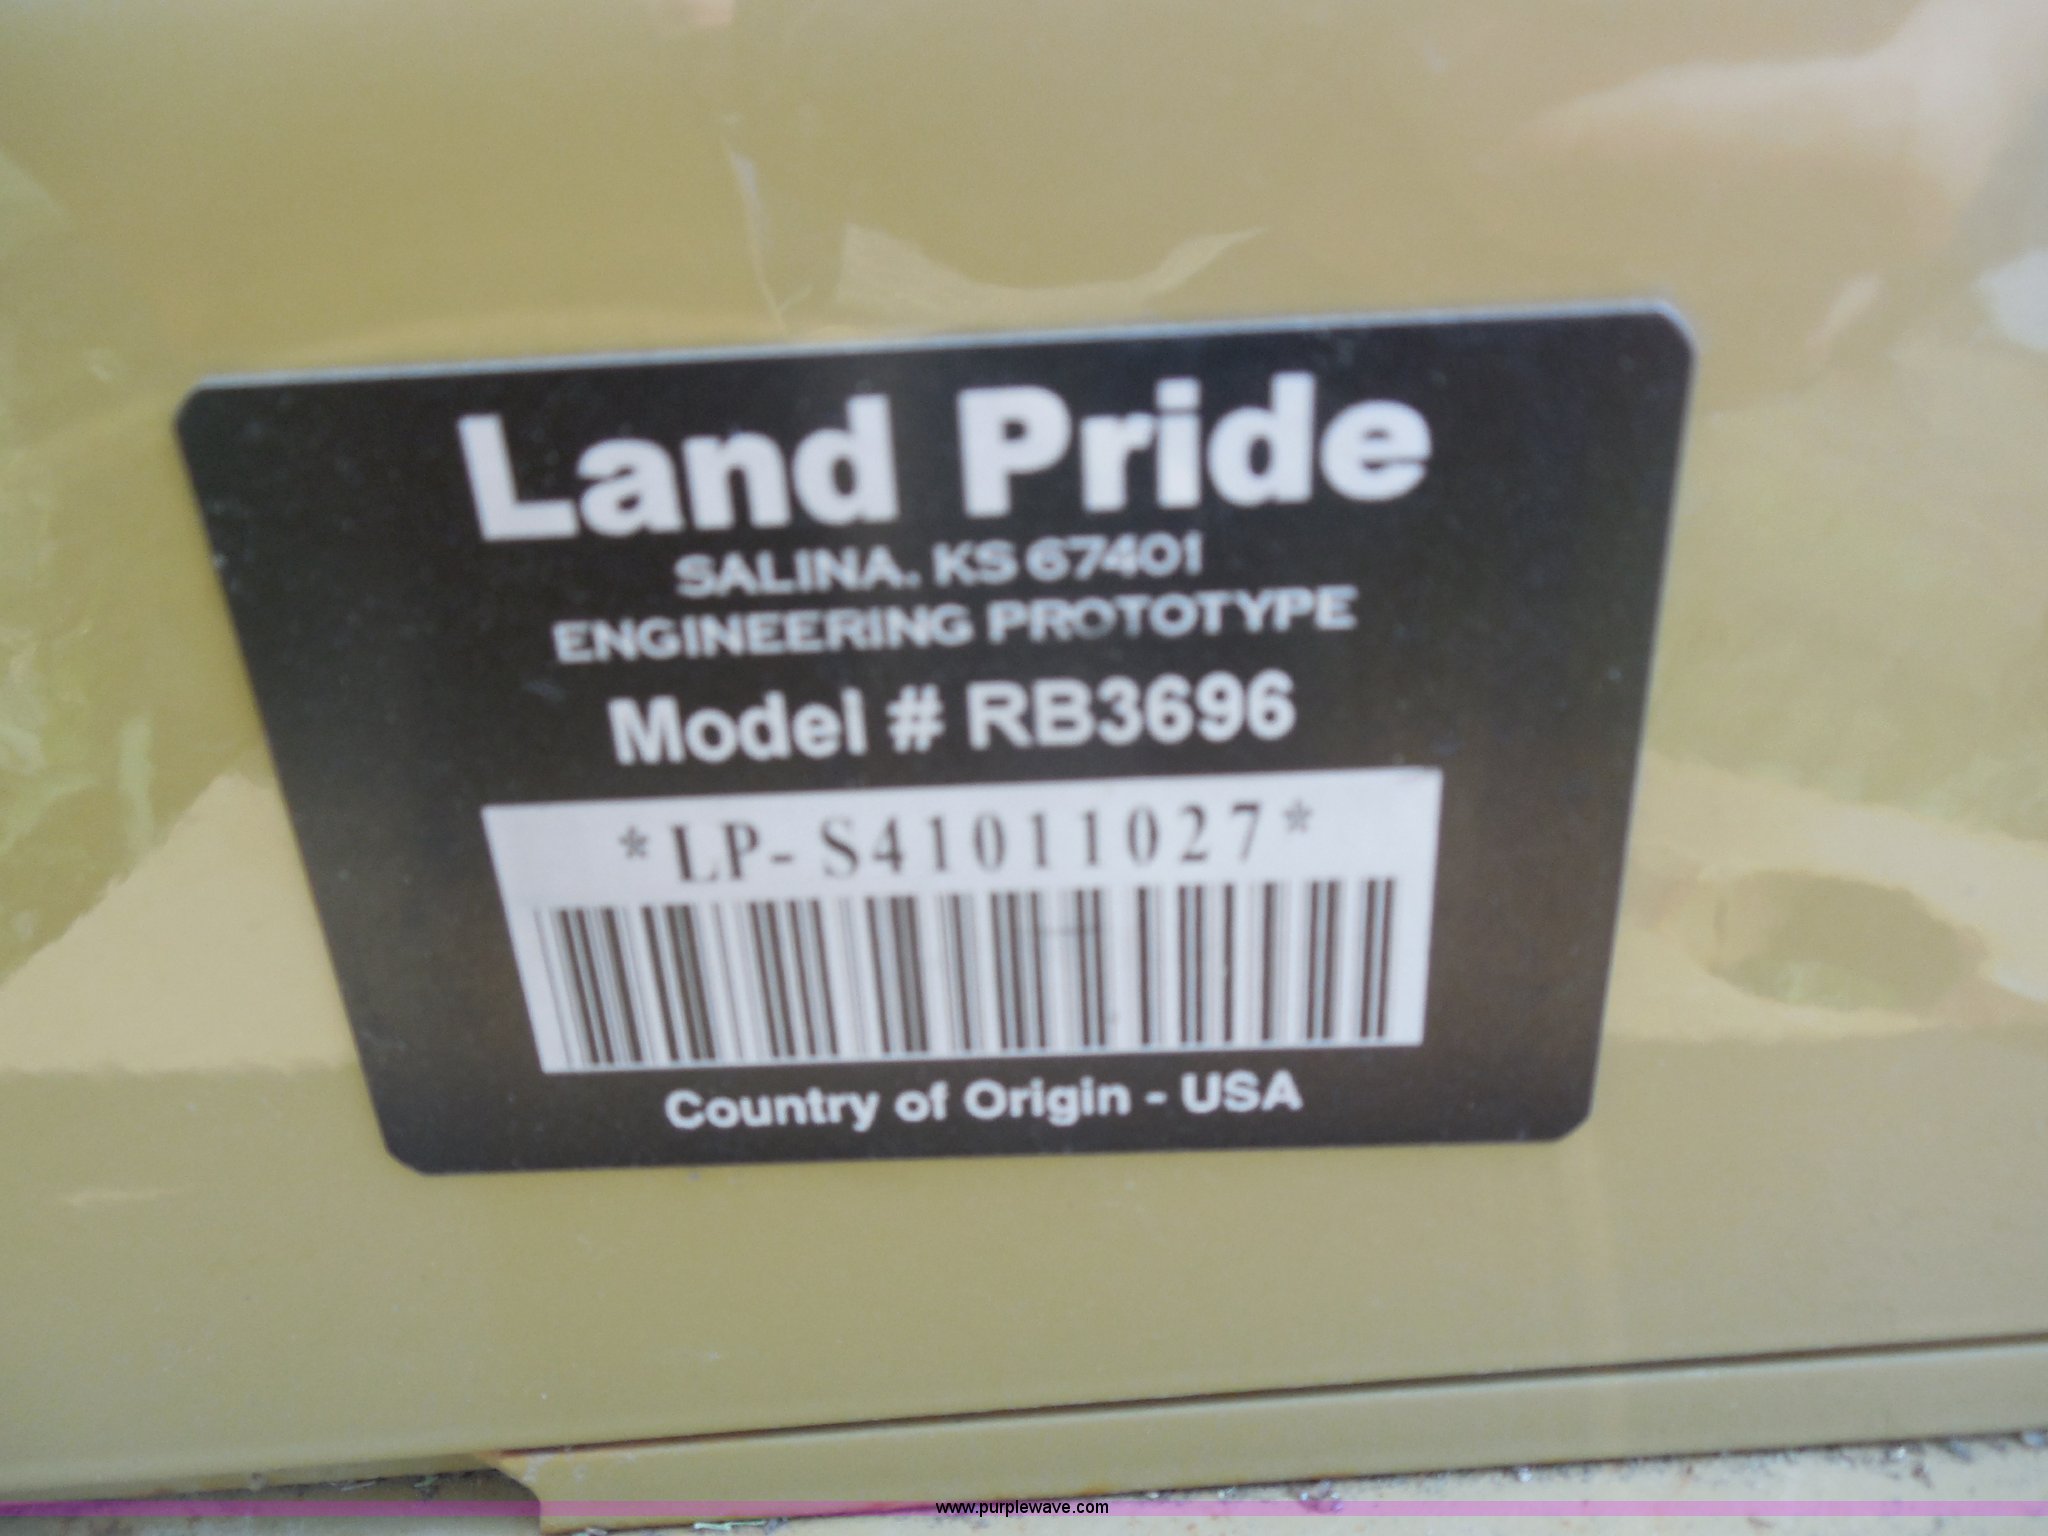 Land Pride
SALINA, KS 67401
ENGINEERING PROTOTYPE
Model # RB3696
*LP-S41011027*
Country of Origin - USA
www.purplewave.com